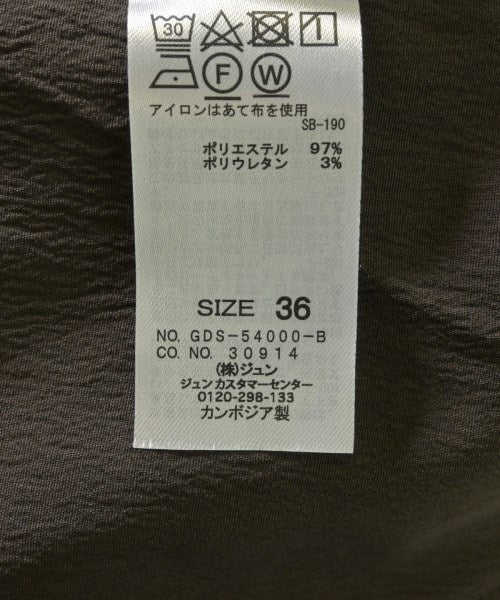 30
F W
アイロンはあて布を使用
SB-190
ポリエステル 97%
ポリウレタン 3%
SIZE 36
NO. GDS-54000-B
CO. NO. 30914
(株)ジュン
ジュン カスタマーセンター
0120-298-133
カンボジア製